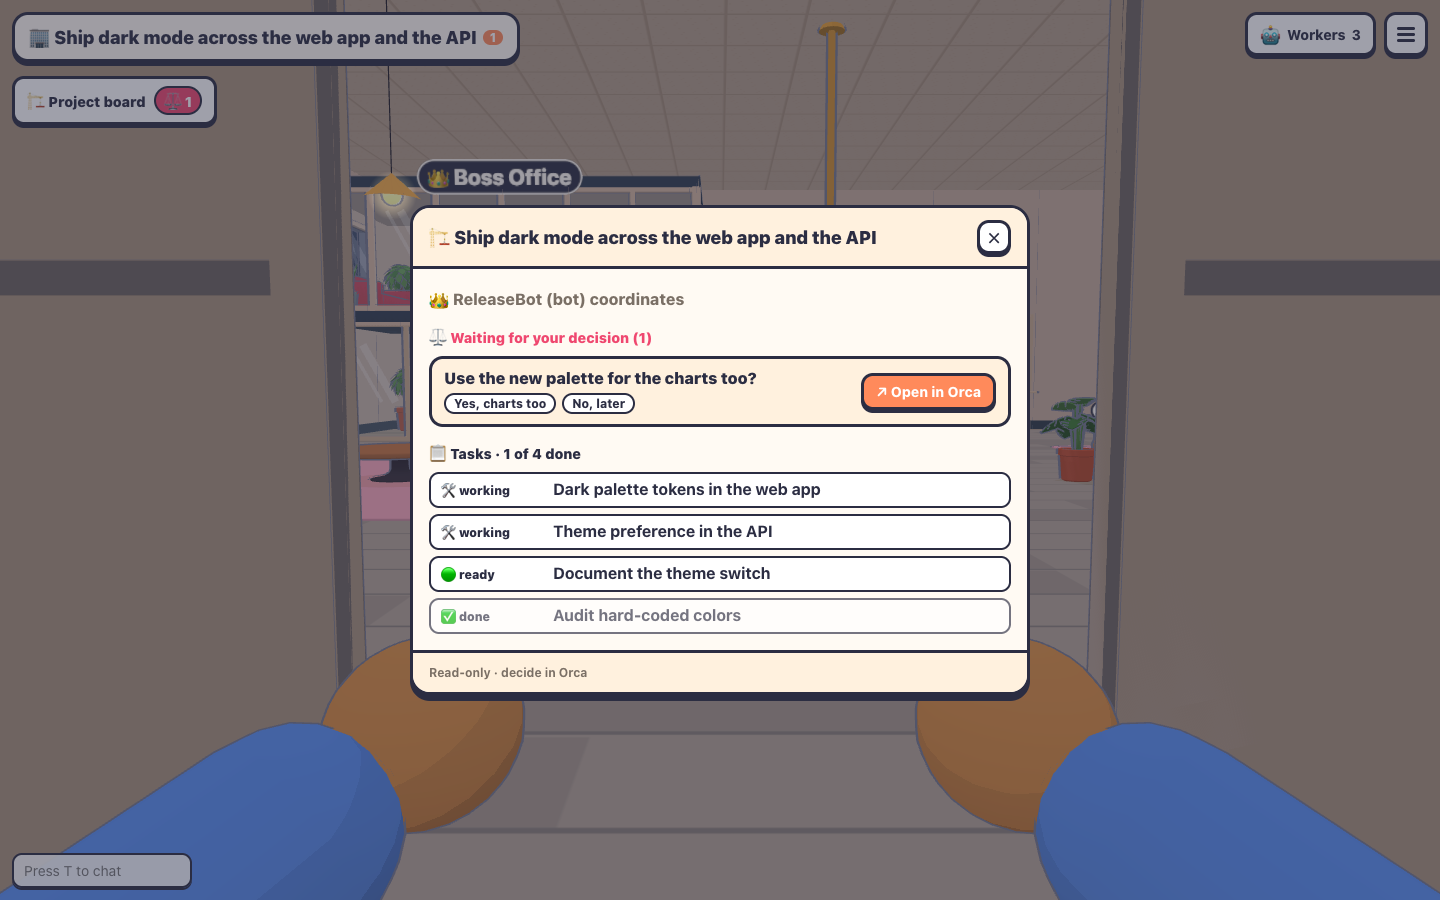 Ship dark mode across the web app and the API 1
Workers 3
Project board 1
Boss Office
Ship dark mode across the web app and the API
ReleaseBot (bot) coordinates
Waiting for your decision (1)
Use the new palette for the charts too?
Yes, charts too No, later
↗ Open in Orca
Tasks · 1 of 4 done
working Dark palette tokens in the web app
working Theme preference in the API
ready Document the theme switch
done Audit hard-coded colors
Read-only · decide in Orca
Press T to chat